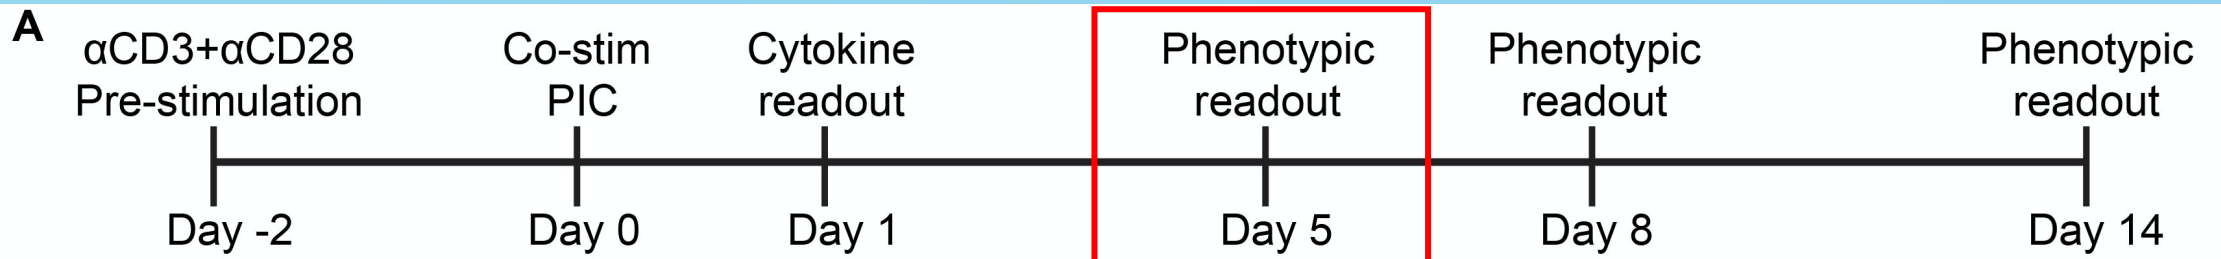 A
αCD3+αCD28
Pre-stimulation
Co-stim
PIC
Cytokine
readout
Phenotypic
readout
Phenotypic
readout
Phenotypic
readout
Day -2
Day 0
Day 1
Day 5
Day 8
Day 14